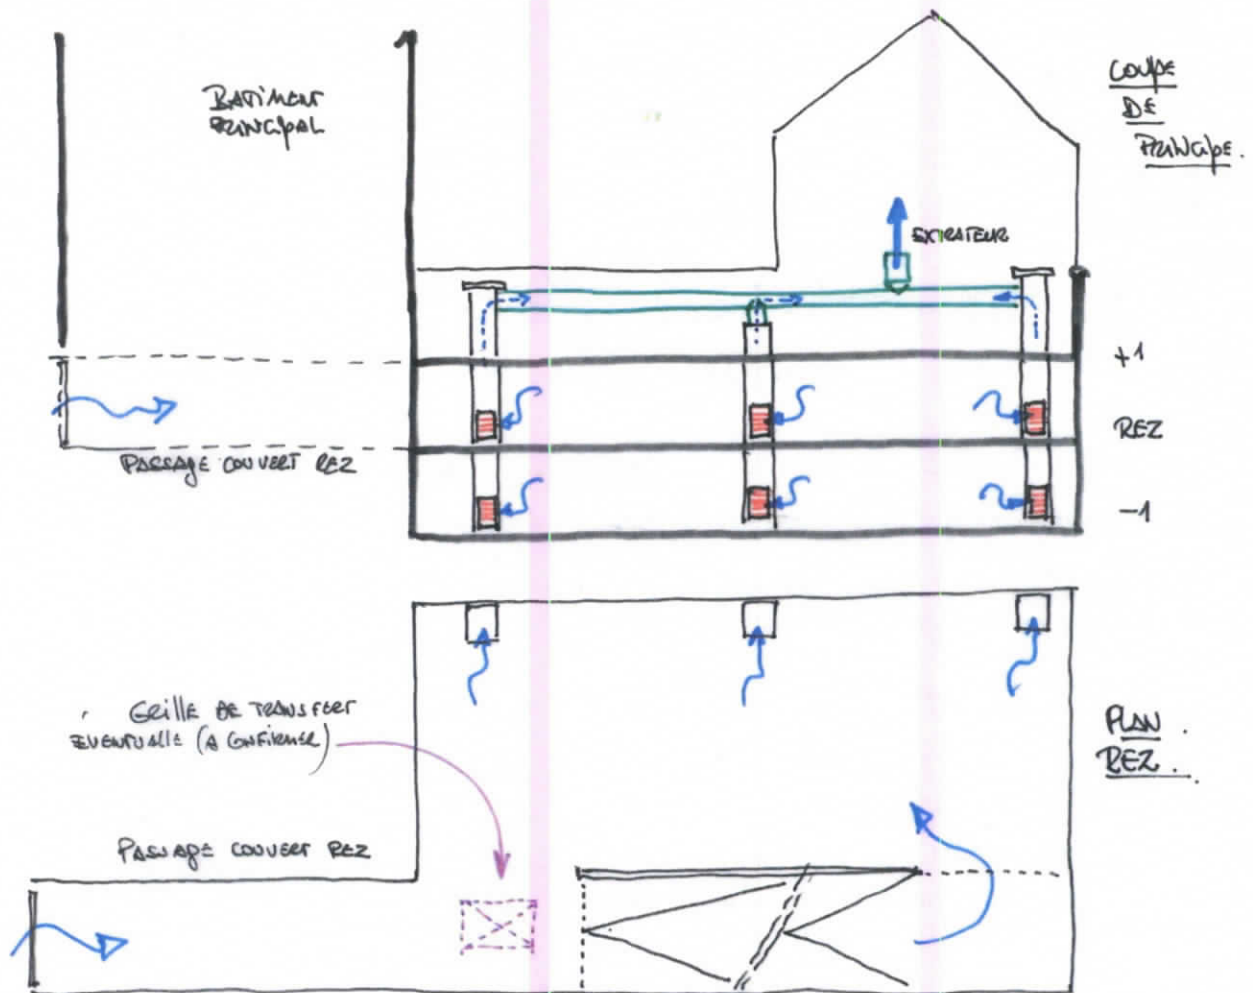 BATIMENT
PRINCIPAL
COUPE
DE
PRINCIPE.
EXTRATEUR
+1
REZ
PASSAGE COUVERT REZ
-1
GRILLE DE TRANSFERT
EVENTUELLE (A CONFIRMER)
PLAN
REZ.
PASSAGE COUVERT REZ